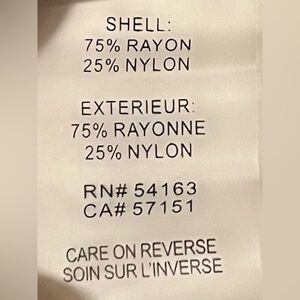 SHELL:
75% RAYON
25% NYLON
EXTERIEUR:
75% RAYONNE
25% NYLON
RN# 54163
CA# 57151
CARE ON REVERSE
SOIN SUR L'INVERSE